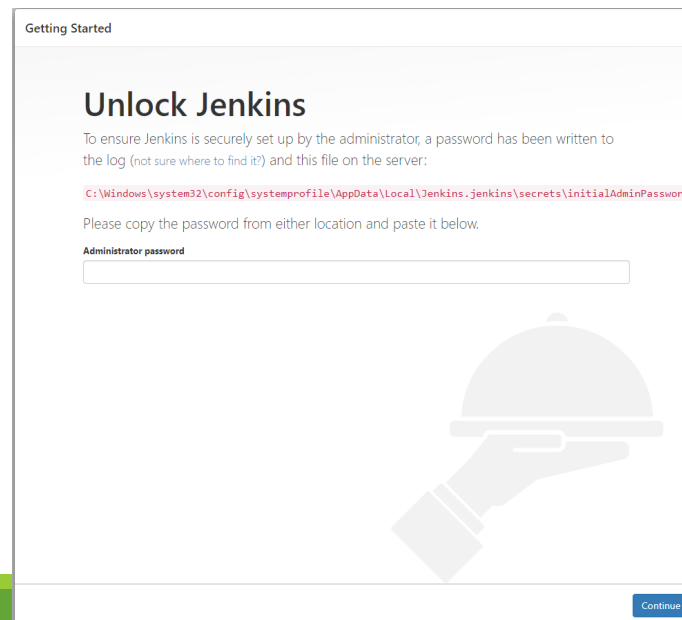 Getting Started
Unlock Jenkins
To ensure Jenkins is securely set up by the administrator, a password has been written to
the log (not sure where to find it?) and this file on the server:
C:\Windows\system32\config\systemprofile\AppData\Local\Jenkins.jenkins\secrets\initialAdminPasswor
Please copy the password from either location and paste it below.
Administrator password
Continue